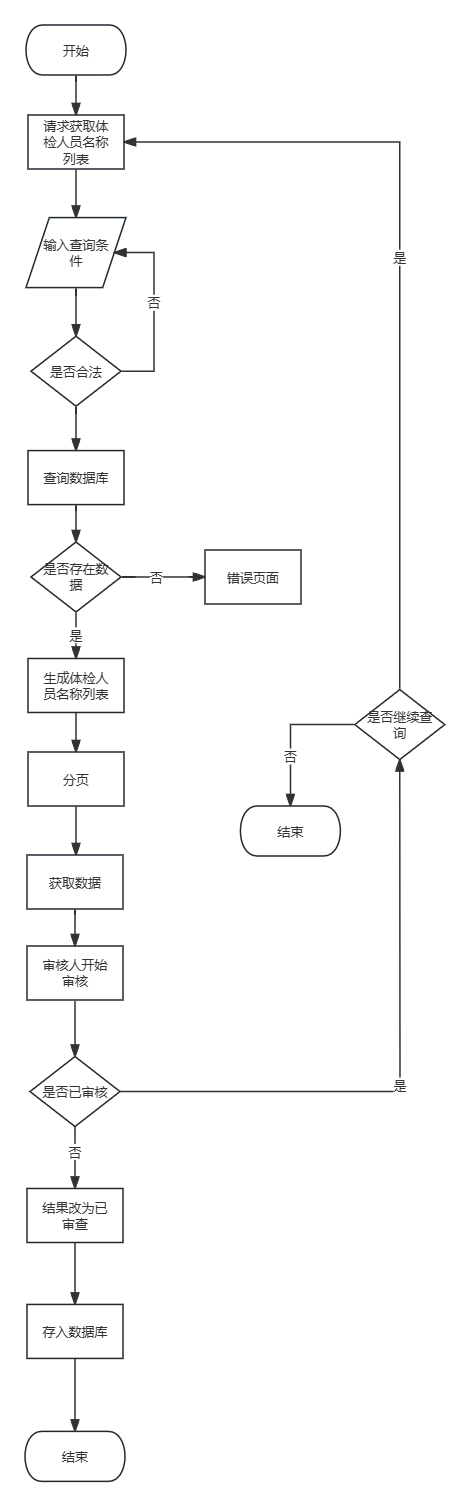 开始
请求获取体
检人员名称
列表
是
输入查询条
件
否
是否合法
查询数据库
是否存在数
据
否
错误页面
是
生成体检人
员名称列表
是否继续查
询
否
分页
结束
获取数据
审核人开始
审核
是否已审核
是
否
结果改为已
审查
存入数据库
结束